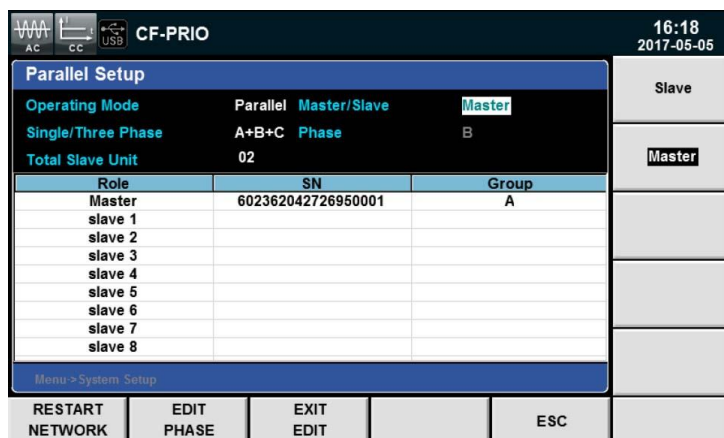 AC CC USB CF-PRIO 16:18
2017-05-05
Parallel Setup
Slave
Operating Mode Parallel Master/Slave Master
Single/Three Phase A+B+C Phase B
Total Slave Unit 02
Master
Role SN Group
Master 602362042726950001 A
slave 1
slave 2
slave 3
slave 4
slave 5
slave 6
slave 7
slave 8
Menu->System Setup
RESTART NETWORK
EDIT PHASE
EXIT EDIT
ESC